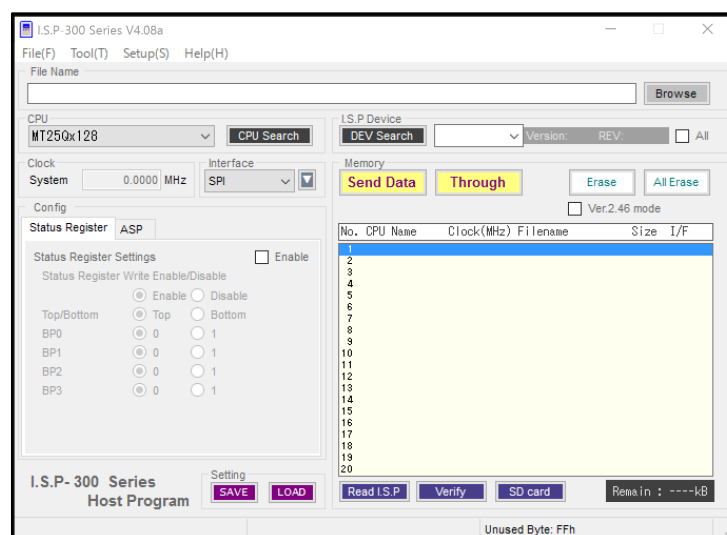 I.S.P-300 Series V4.08a
File(F) Tool(T) Setup(S) Help(H)
File Name
Browse
CPU
MT25Qx128
CPU Search
I.S.P Device
DEV Search
Version: REV:
All
Clock
System 0.0000 MHz
Interface
SPI
Memory
Send Data
Through
Erase
All Erase
Ver.2.46 mode
Config
Status Register ASP
Status Register Settings Enable
Status Register Write Enable/Disable
Enable Disable
Top/Bottom Top Bottom
BP0 0 1
BP1 0 1
BP2 0 1
BP3 0 1
No. CPU Name Clock(MHz) Filename Size I/F
1
2
3
4
5
6
7
8
9
10
11
12
13
14
15
16
17
18
19
20
I.S.P- 300 Series
Host Program
Setting
SAVE LOAD
Read I.S.P Verify SD card Remain : ----kB
Unused Byte: FFh